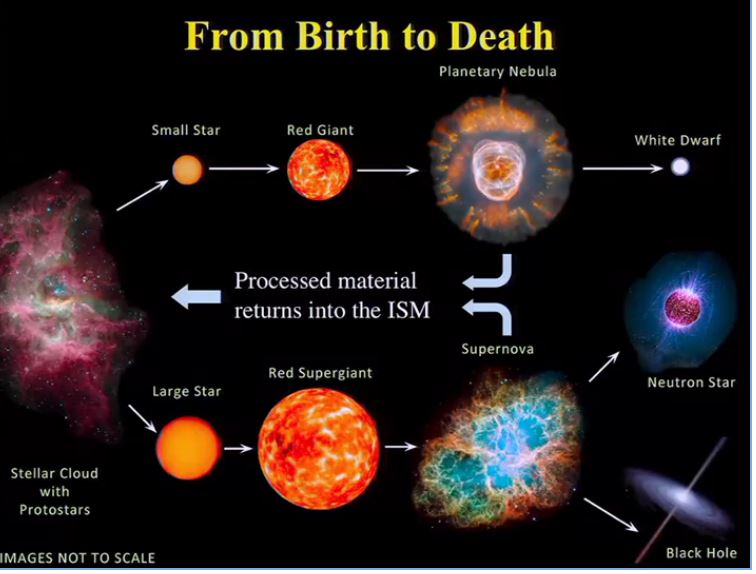 From Birth to Death
Planetary Nebula
Small Star
Red Giant
White Dwarf
Processed material
returns into the ISM
Supernova
Neutron Star
Large Star
Red Supergiant
Stellar Cloud
with
Protostars
Black Hole
IMAGES NOT TO SCALE